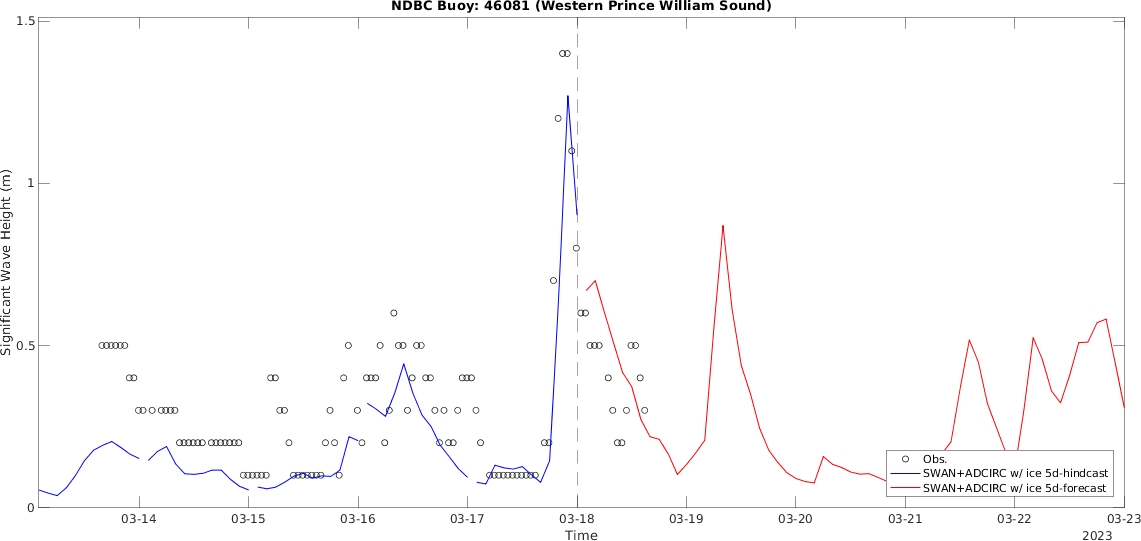 NDBC Buoy: 46081 (Western Prince William Sound)
1.5
1
0.5
0
Significant Wave Height (m)
Obs.
SWAN+ADCIRC w/ ice 5d-hindcast
SWAN+ADCIRC w/ ice 5d-forecast
03-14 03-15 03-16 03-17 03-18 03-19 03-20 03-21 03-22 03-23
Time
2023